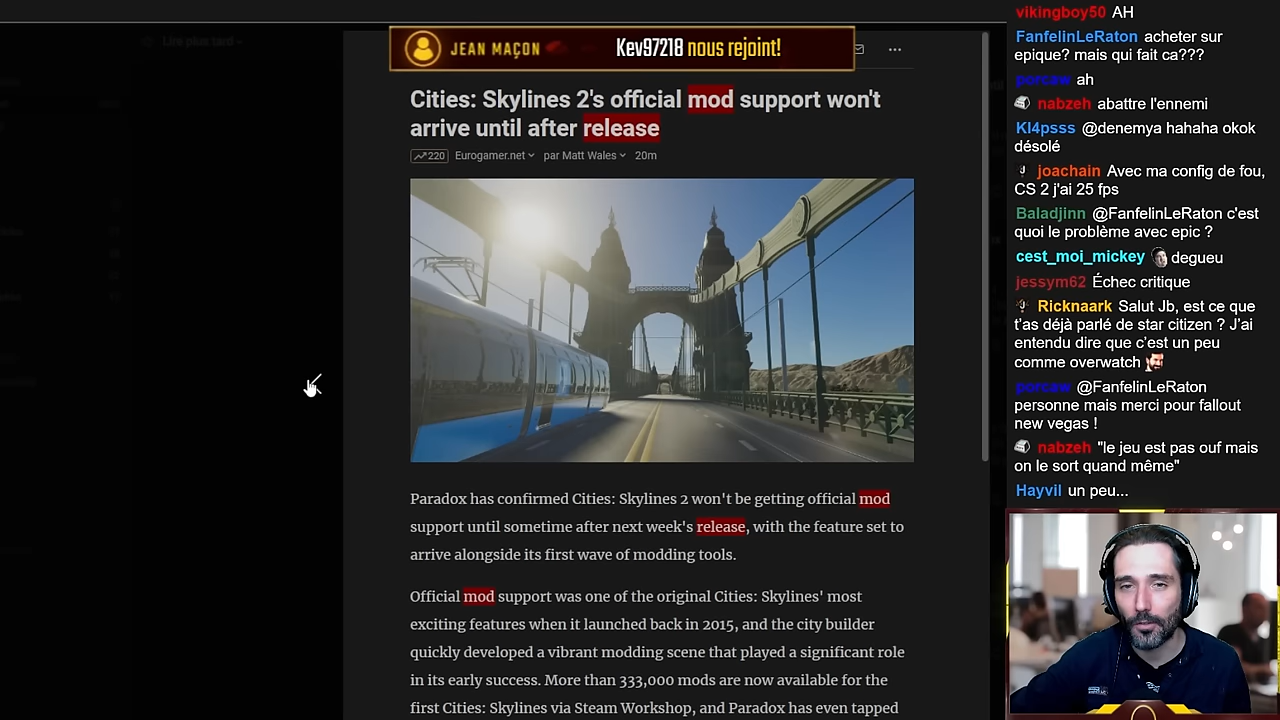 Lire plus tard
JEAN MAÇON
Kev97218 nous rejoint!
Cities: Skylines 2's official mod support won't
arrive until after release
220 Eurogamer.net par Matt Wales 20m
Paradox has confirmed Cities: Skylines 2 won't be getting official mod
support until sometime after next week's release, with the feature set to
arrive alongside its first wave of modding tools.
Official mod support was one of the original Cities: Skylines' most
exciting features when it launched back in 2015, and the city builder
quickly developed a vibrant modding scene that played a significant role
in its early success. More than 333,000 mods are now available for the
first Cities: Skylines via Steam Workshop, and Paradox has even tapped
vikingboy50 AH
FanfelinLeRaton acheter sur
epique? mais qui fait ca???
porcaw ah
nabzeh abattre l'ennemi
Kl4psss @denemya hahaha okok
désolé
joachain Avec ma config de fou,
CS 2 j'ai 25 fps
Baladjinn @FanfelinLeRaton c'est
quoi le problème avec epic ?
cest_moi_mickey degueu
jessym62 Échec critique
Ricknaark Salut Jb, est ce que
t'as déjà parlé de star citizen ? J'ai
entendu dire que c'est un peu
comme overwatch
porcaw @FanfelinLeRaton
personne mais merci pour fallout
new vegas !
nabzeh "le jeu est pas ouf mais
on le sort quand même"
Hayvil un peu...